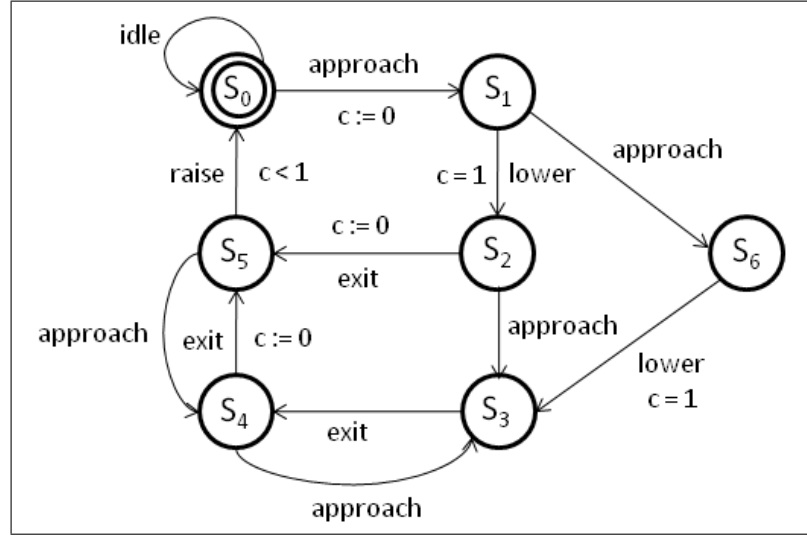 idle
S₀
approach
c := 0
S₁
approach
raise
c < 1
c = 1
lower
S₅
c := 0
exit
S₂
S₆
approach
exit
c := 0
approach
lower
c = 1
S₄
exit
S₃
approach